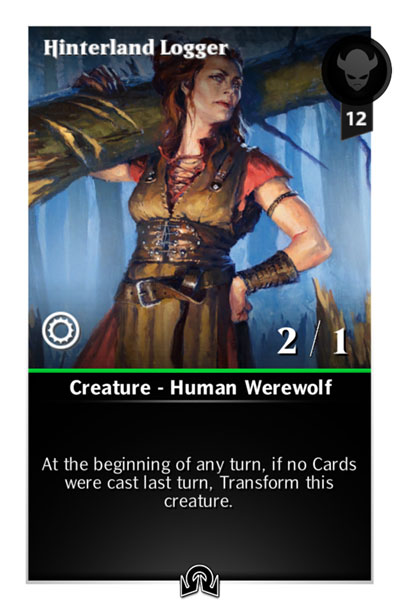 Hinterland Logger
12
2 / 1
Creature - Human Werewolf
At the beginning of any turn, if no Cards
were cast last turn, Transform this
creature.